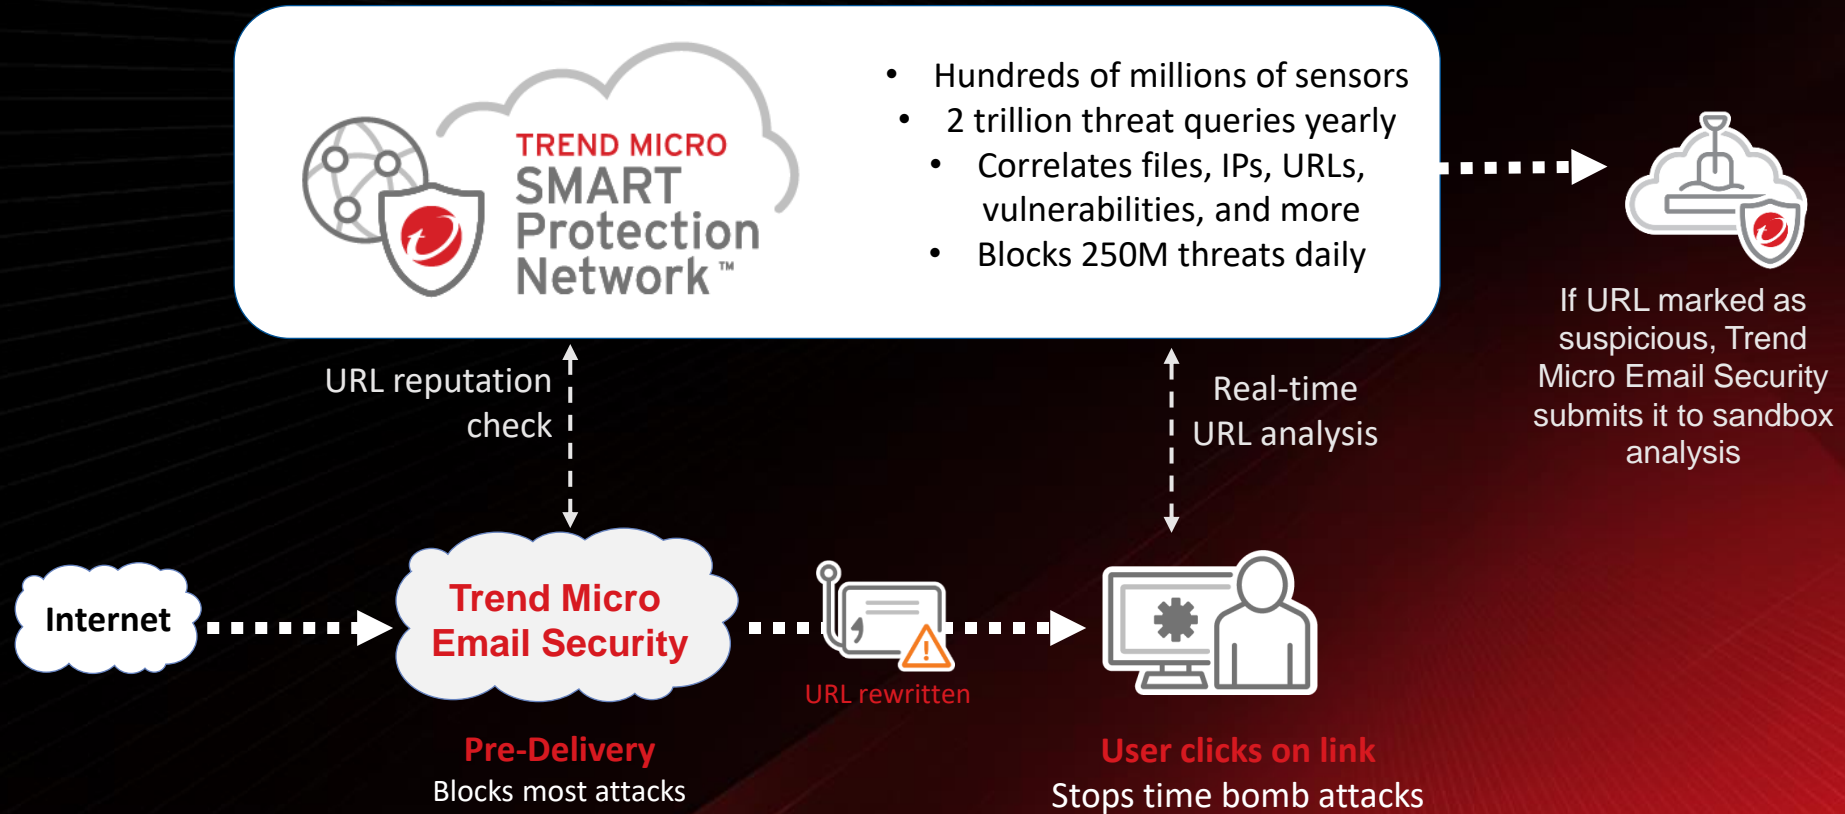 TREND MICRO
SMART
Protection
Network™
• Hundreds of millions of sensors
• 2 trillion threat queries yearly
• Correlates files, IPs, URLs,
vulnerabilities, and more
• Blocks 250M threats daily
If URL marked as
suspicious, Trend
Micro Email Security
submits it to sandbox
analysis
URL reputation
check
Real-time
URL analysis
Internet
Trend Micro
Email Security
URL rewritten
Pre-Delivery
Blocks most attacks
User clicks on link
Stops time bomb attacks